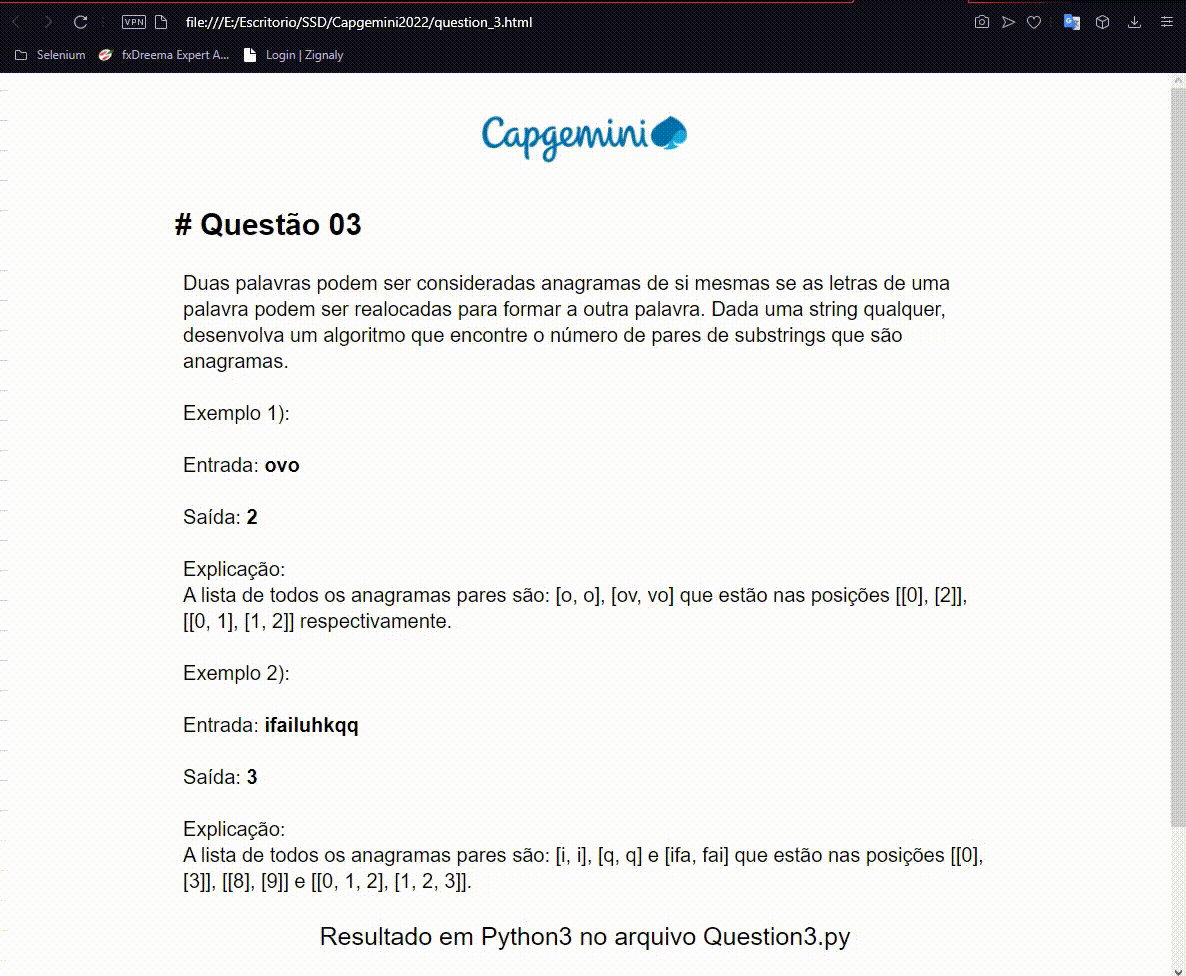 VPN file:///E:/Escritorio/SSD/Capgemini2022/question_3.html
Selenium fxDreema Expert A... Login | Zignaly
Capgemini
# Questão 03
Duas palavras podem ser consideradas anagramas de si mesmas se as letras de uma
palavra podem ser realocadas para formar a outra palavra. Dada uma string qualquer,
desenvolva um algoritmo que encontre o número de pares de substrings que são
anagramas.
Exemplo 1):
Entrada: ovo
Saída: 2
Explicação:
A lista de todos os anagramas pares são: [o, o], [ov, vo] que estão nas posições [[0], [2]],
[[0, 1], [1, 2]] respectivamente.
Exemplo 2):
Entrada: ifailuhkqq
Saída: 3
Explicação:
A lista de todos os anagramas pares são: [i, i], [q, q] e [ifa, fai] que estão nas posições [[0],
[3]], [[8], [9]] e [[0, 1, 2], [1, 2, 3]].
Resultado em Python3 no arquivo Question3.py